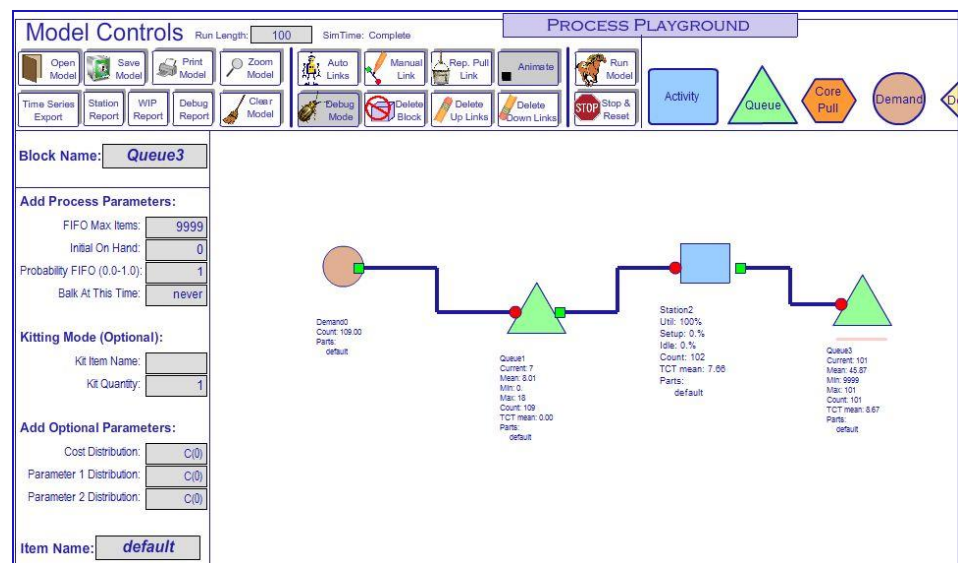 Model Controls
Run Length: 100
SimTime: Complete
PROCESS PLAYGROUND
Open Model
Save Model
Print Model
Zoom Model
Auto Links
Manual Link
Rep. Pull Link
Animate
Run Model
Time Series Export
Station Report
WIP Report
Debug Report
Clear Model
Debug Mode
Delete Block
Delete Up Links
Delete Down Links
STOP
Stop & Reset
Activity
Queue
Core Pull
Demand
Block Name: Queue3
Add Process Parameters:
FIFO Max Items: 9999
Initial On Hand: 0
Probability FIFO (0.0-1.0): 1
Balk At This Time: never
Kitting Mode (Optional):
Kit Item Name:
Kit Quantity: 1
Add Optional Parameters:
Cost Distribution: C(0)
Parameter 1 Distribution: C(0)
Parameter 2 Distribution: C(0)
Item Name: default
Demand0
Count: 109.00
Parts:
default
Queue1
Current: 7
Mean: 8.01
Min: 0.
Max: 18
Count: 109
TCT mean: 0.00
Parts:
default
Station2
Util: 100%
Setup: 0.%
Idle: 0.%
Count: 102
TCT mean: 7.66
Parts:
default
Queue3
Current: 101
Mean: 45.87
Min: 9999
Max: 101
Count: 101
TCT mean: 8.67
Parts:
default